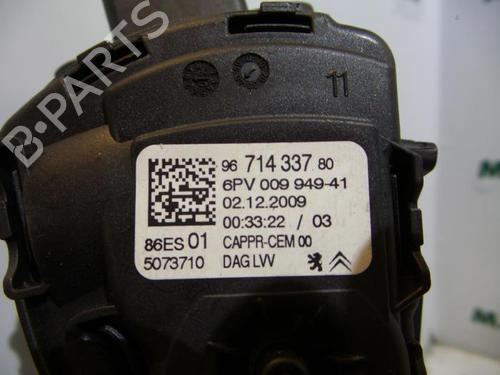 B-PARTS
11
96 714 337 80
6PV 009 949-41
02.12.2009
00:33:22 / 03
86ES 01 CAPPR-CEM 00
5073710 DAG LVV